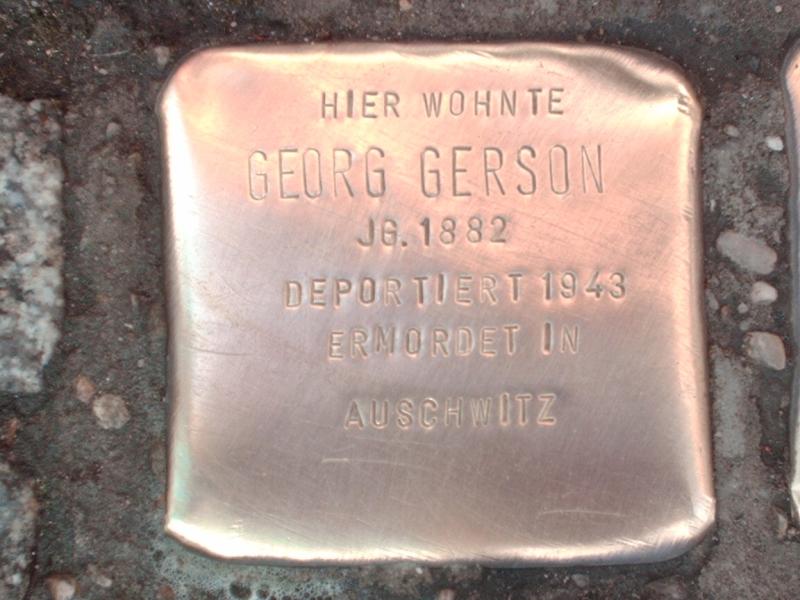 HIER WOHNTE
GEORG GERSON
JG. 1882
DEPORTIERT 1943
ERMORDET IN
AUSCHWITZ